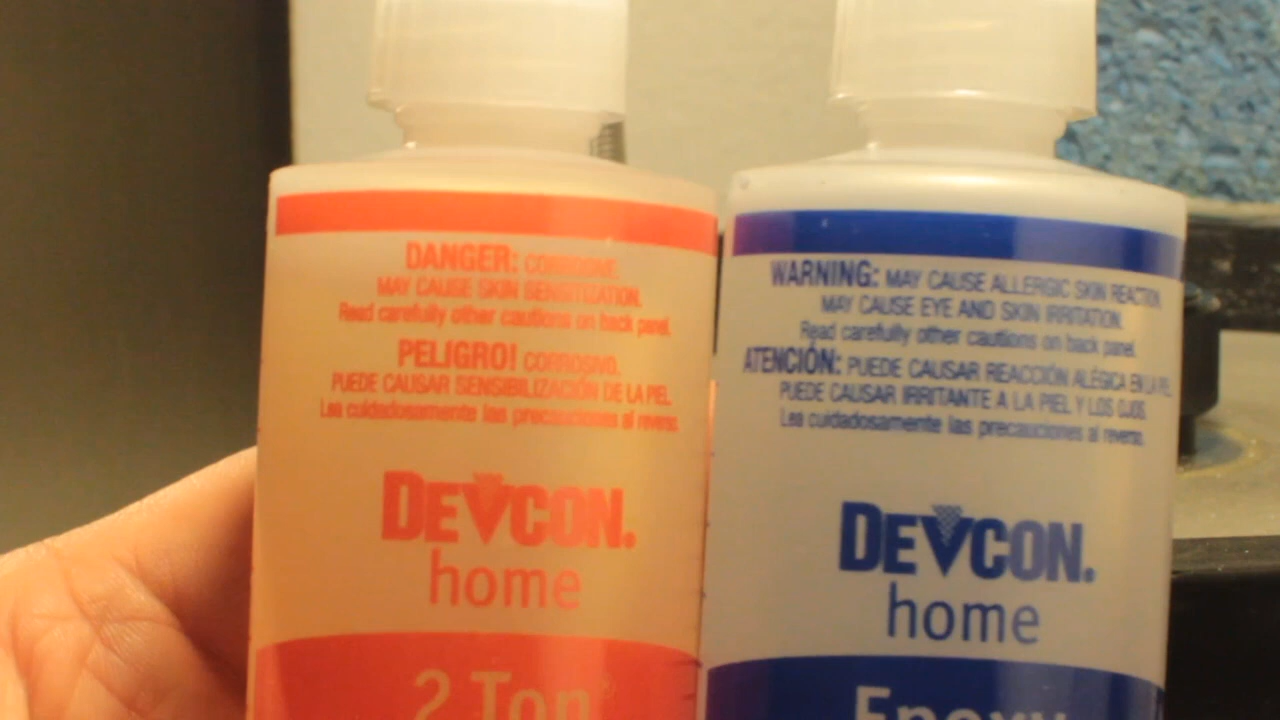 DANGER: CORROSIVE.
MAY CAUSE SKIN SENSITIZATION.
Read carefully other cautions on back panel.
PELIGRO! CORROSIVO.
PUEDE CAUSAR SENSIBILIZACIÓN DE LA PIEL.
Lea cuidadosamente las precauciones al reverso.
DEVCON.
home
2 Ton®
WARNING: MAY CAUSE ALLERGIC SKIN REACTION.
MAY CAUSE EYE AND SKIN IRRITATION.
Read carefully other cautions on back panel.
ATENCIÓN: PUEDE CAUSAR REACCIÓN ALÉGICA EN LA PIEL.
PUEDE CAUSAR IRRITANTE A LA PIEL Y LOS OJOS.
Lea cuidadosamente las precauciones al reverso.
DEVCON.
home
Epoxy